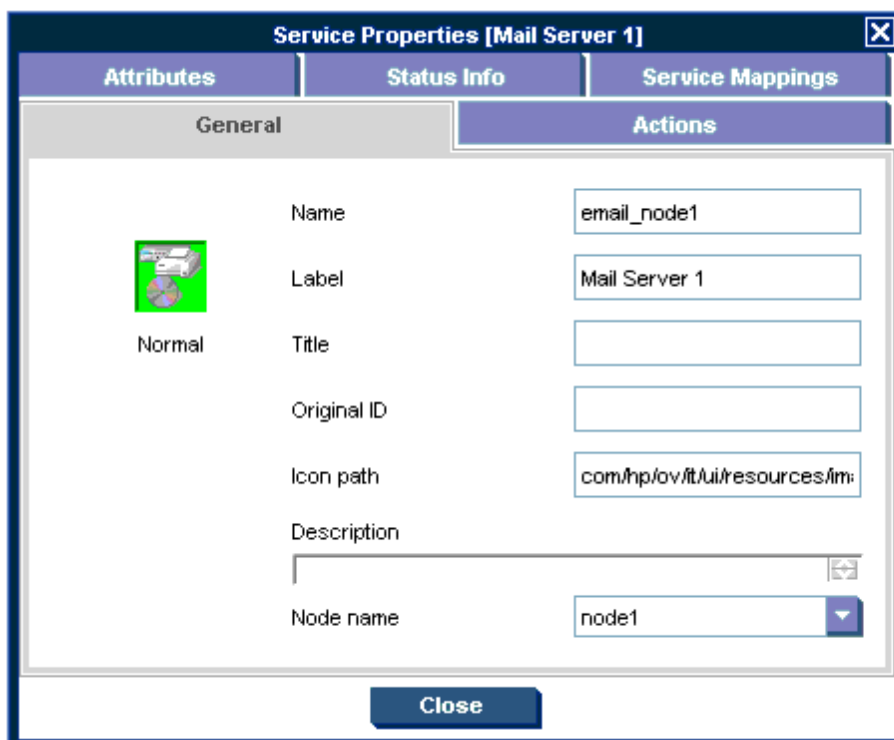 Service Properties [Mail Server 1]
Attributes Status Info Service Mappings
General Actions
Name email_node1
Label Mail Server 1
Normal Title
Original ID
Icon path com/hp/ov/it/ui/resources/im
Description
Node name node1
Close